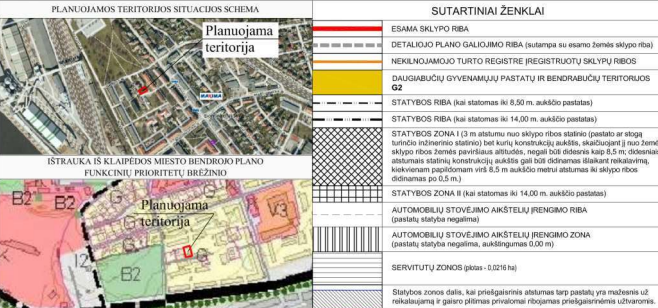 PLANUOJAMOS TERITORIJOS SITUACIJOS SCHEMA
Planuojama
teritorija
MAXIMA
IŠTRAUKA IŠ KLAIPĖDOS MIESTO BENDROJO PLANO
FUNKCINIŲ PRIORITETŲ BRĖŽINIO
B2
B2
Planuojama
teritorija
V3
G
B2
SUTARTINIAI ŽENKLAI
ESAMA SKLYPO RIBA
DETALIOJO PLANO GALIOJIMO RIBA (sutampa su esamo žemės sklypo riba)
NEKILNOJAMOJO TURTO REGISTRE ĮREGISTRUOTŲ SKLYPŲ RIBOS
DAUGIABUČIŲ GYVENAMŲJŲ PASTATŲ IR BENDRABUČIŲ TERITORIJOS
G2
STATYBOS RIBA (kai statomas iki 8,50 m. aukščio pastatas)
STATYBOS RIBA (kai statomas iki 14,00 m. aukščio pastatas)
STATYBOS ZONA I (3 m atstumu nuo sklypo ribos statinio (pastato ar stogą
turinčio inžinerinio statinio) bet kurių konstrukcijų aukštis, skaičiuojant jį nuo žemė
sklypo ribos žemės paviršiaus altitudės, negali būti didesnis kaip 8,5 m; didesniai
atstumais statinių konstrukcijų aukštis gali būti didinamas išlaikant reikalavimą,
kiekvienam papildomam virš 8,5 m aukščio metrui atstumas iki sklypo ribos
didinamas po 0,5 m.)
STATYBOS ZONA II (kai statomas iki 14,00 m. aukščio pastatas)
AUTOMOBILIŲ STOVĖJIMO AIKŠTELIŲ ĮRENGIMO RIBA
(pastatų statyba negalima)
AUTOMOBILIŲ STOVĖJIMO AIKŠTELIŲ ĮRENGIMO ZONA
(pastatų statyba negalima, aukštingumas 0,00 m)
SERVITUTŲ ZONOS (plotas - 0,0216 ha)
Statybos zonos dalis, kai priešgaisrinis atstumas tarp pastatų yra mažesnis už
reikalaujamą ir gaisro plitimas privalomai ribojamas priešgaisrinėmis užtvaromis.